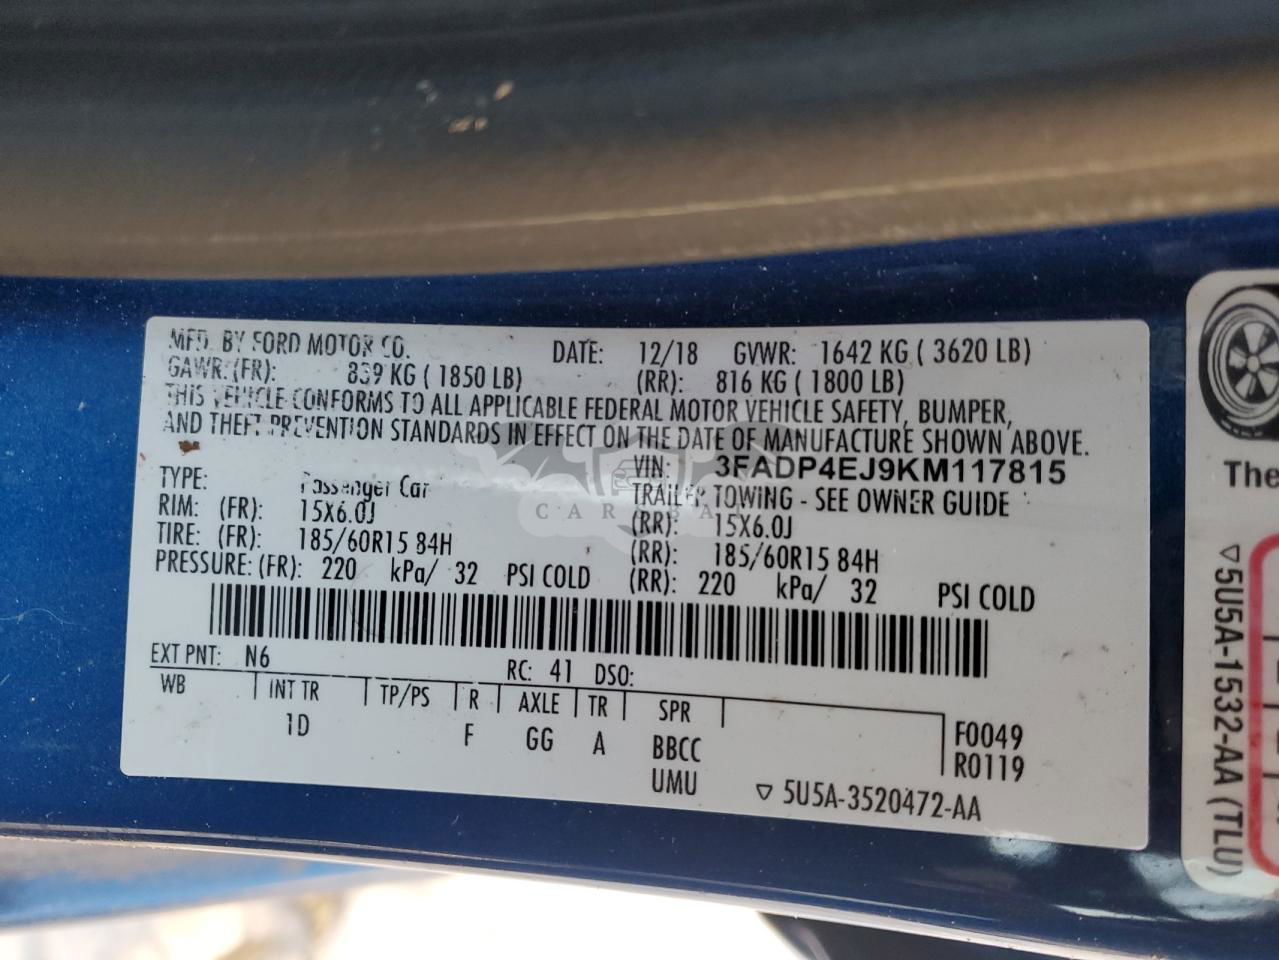 MFD. BY FORD MOTOR CO. DATE: 12/18 GVWR: 1642 KG ( 3620 LB)
GAWR: (FR): 839 KG ( 1850 LB) (RR): 816 KG ( 1800 LB)
THIS VEHICLE CONFORMS TO ALL APPLICABLE FEDERAL MOTOR VEHICLE SAFETY, BUMPER,
AND THEFT PREVENTION STANDARDS IN EFFECT ON THE DATE OF MANUFACTURE SHOWN ABOVE.
VIN: 3FADP4EJ9KM117815
TYPE: Passenger Car TRAILER TOWING - SEE OWNER GUIDE
RIM: (FR): 15X6.0J (RR): 15X6.0J
TIRE: (FR): 185/60R15 84H (RR): 185/60R15 84H
PRESSURE: (FR): 220 kPa/ 32 PSI COLD (RR): 220 kPa/ 32 PSI COLD
EXT PNT: N6 RC: 41 DSO:
WB INT TR TP/PS R AXLE TR SPR
1D F GG A BBCC F0049
UMU R0119
▽ 5U5A-3520472-AA
The
▽5U5A-1532-AA (TLU)